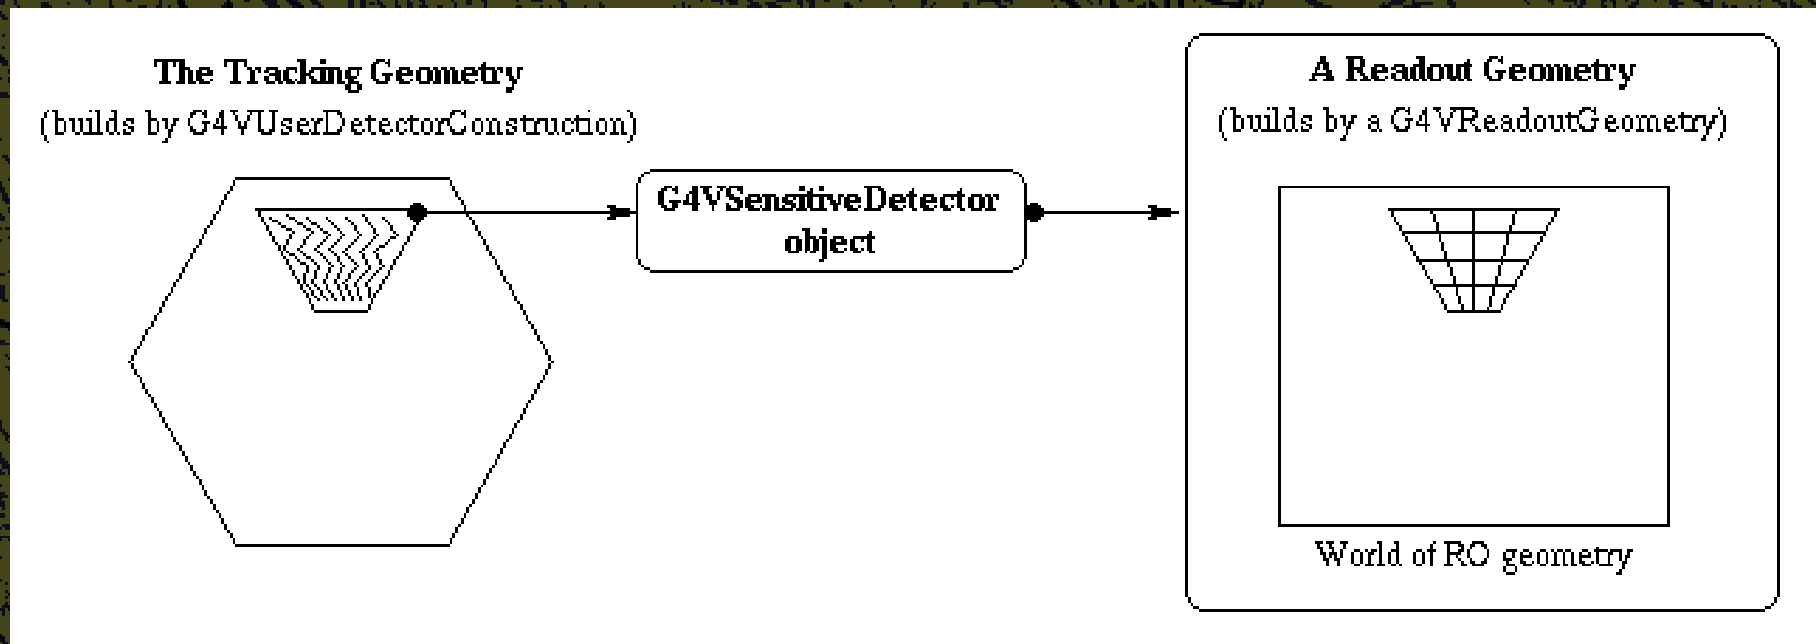 The Tracking Geometry
(builds by G4VUserDetectorConstruction)
G4VSensitiveDetector
object
A Readout Geometry
(builds by a G4VReadoutGeometry)
World of RO geometry